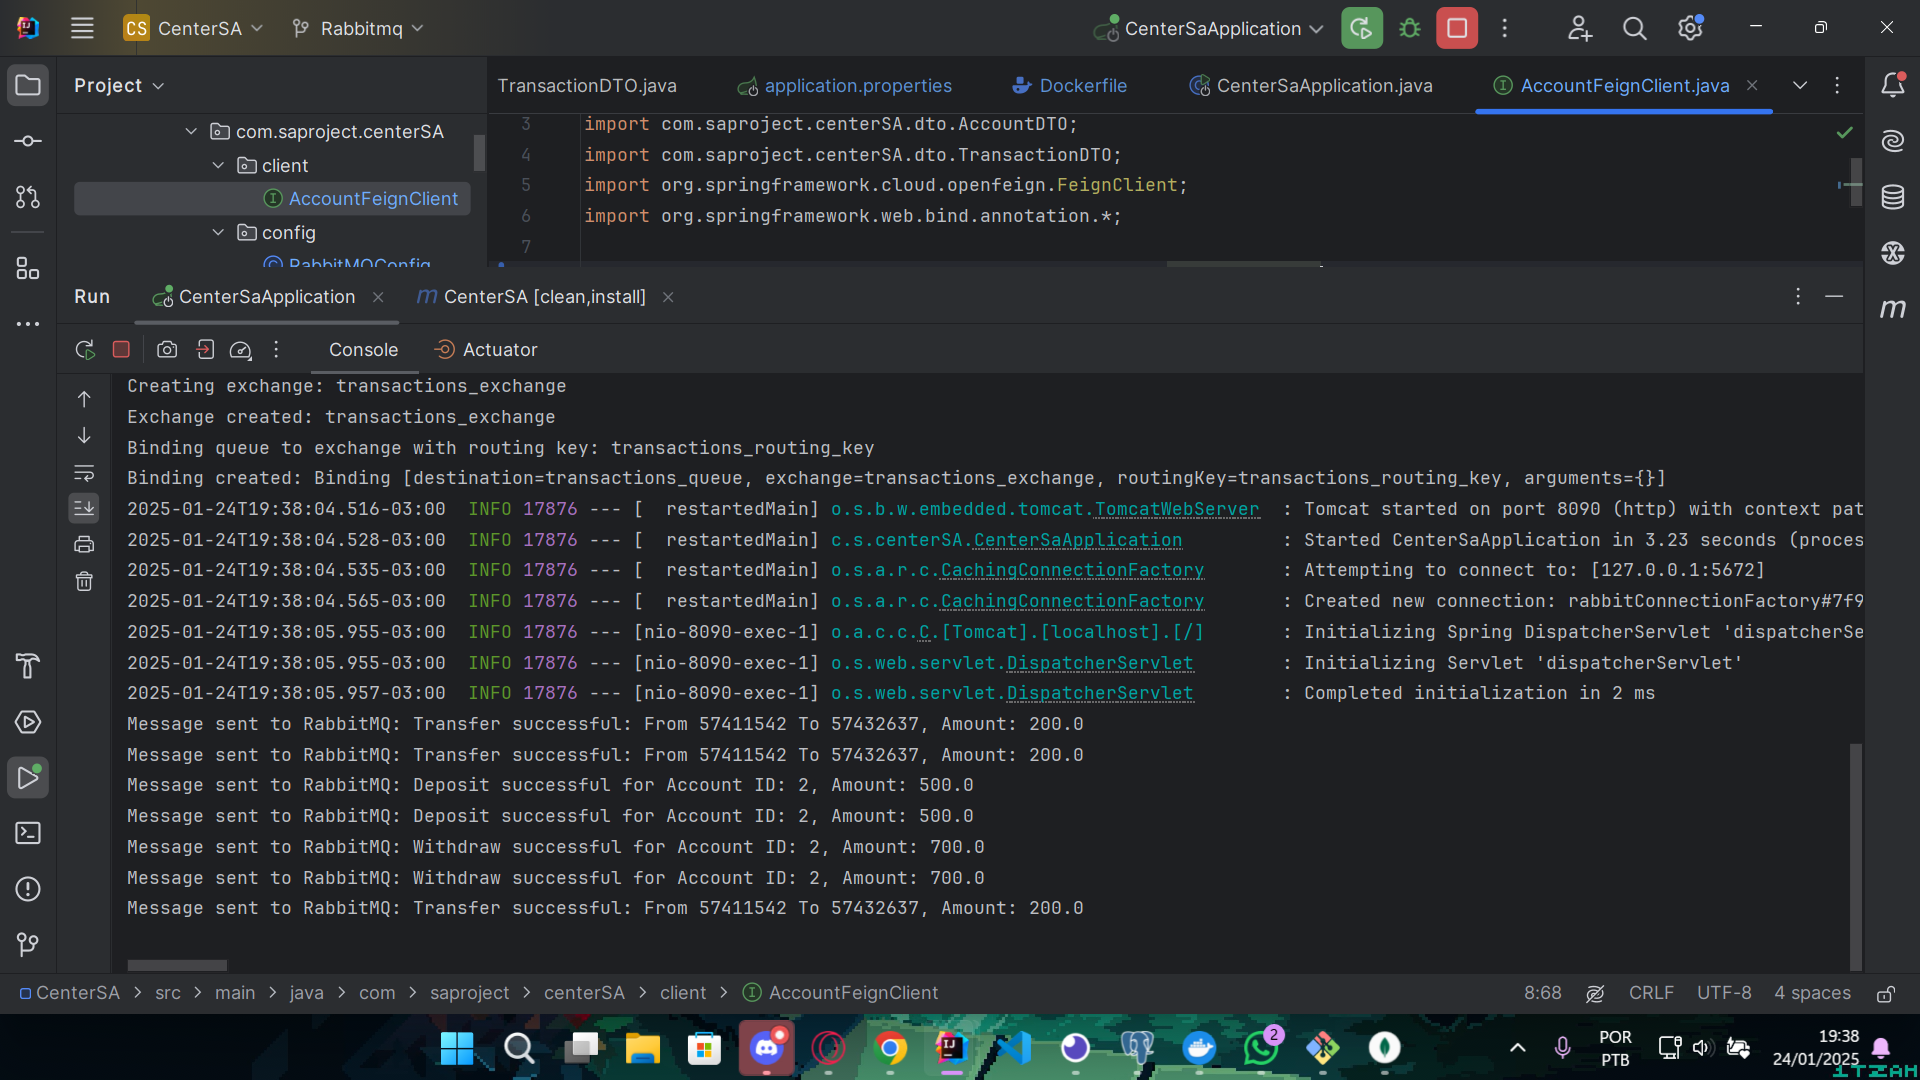 CS CenterSA Rabbitmq CenterSaApplication
Project
TransactionDTO.java application.properties Dockerfile CenterSaApplication.java AccountFeignClient.java
com.saproject.centerSA
client
AccountFeignClient
config
RabbitMQConfig
3 import com.saproject.centerSA.dto.AccountDTO;
4 import com.saproject.centerSA.dto.TransactionDTO;
5 import org.springframework.cloud.openfeign.FeignClient;
6 import org.springframework.web.bind.annotation.*;
7
Run CenterSaApplication CenterSA [clean,install]
Console Actuator
Creating exchange: transactions_exchange
Exchange created: transactions_exchange
Binding queue to exchange with routing key: transactions_routing_key
Binding created: Binding [destination=transactions_queue, exchange=transactions_exchange, routingKey=transactions_routing_key, arguments={}]
2025-01-24T19:38:04.516-03:00  INFO 17876 --- [  restartedMain] o.s.b.w.embedded.tomcat.TomcatWebServer  : Tomcat started on port 8090 (http) with context pat
2025-01-24T19:38:04.528-03:00  INFO 17876 --- [  restartedMain] c.s.centerSA.CenterSaApplication         : Started CenterSaApplication in 3.23 seconds (proces
2025-01-24T19:38:04.535-03:00  INFO 17876 --- [  restartedMain] o.s.a.r.c.CachingConnectionFactory       : Attempting to connect to: [127.0.0.1:5672]
2025-01-24T19:38:04.565-03:00  INFO 17876 --- [  restartedMain] o.s.a.r.c.CachingConnectionFactory       : Created new connection: rabbitConnectionFactory#7f9
2025-01-24T19:38:05.955-03:00  INFO 17876 --- [nio-8090-exec-1] o.a.c.c.C.[Tomcat].[localhost].[/]       : Initializing Spring DispatcherServlet 'dispatcherSe
2025-01-24T19:38:05.955-03:00  INFO 17876 --- [nio-8090-exec-1] o.s.web.servlet.DispatcherServlet        : Initializing Servlet 'dispatcherServlet'
2025-01-24T19:38:05.957-03:00  INFO 17876 --- [nio-8090-exec-1] o.s.web.servlet.DispatcherServlet        : Completed initialization in 2 ms
Message sent to RabbitMQ: Transfer successful: From 57411542 To 57432637, Amount: 200.0
Message sent to RabbitMQ: Transfer successful: From 57411542 To 57432637, Amount: 200.0
Message sent to RabbitMQ: Deposit successful for Account ID: 2, Amount: 500.0
Message sent to RabbitMQ: Deposit successful for Account ID: 2, Amount: 500.0
Message sent to RabbitMQ: Withdraw successful for Account ID: 2, Amount: 700.0
Message sent to RabbitMQ: Withdraw successful for Account ID: 2, Amount: 700.0
Message sent to RabbitMQ: Transfer successful: From 57411542 To 57432637, Amount: 200.0
CenterSA > src > main > java > com > saproject > centerSA > client > AccountFeignClient 8:68 CRLF UTF-8 4 spaces
2
POR
PTB
19:38
24/01/2025
ITZAH